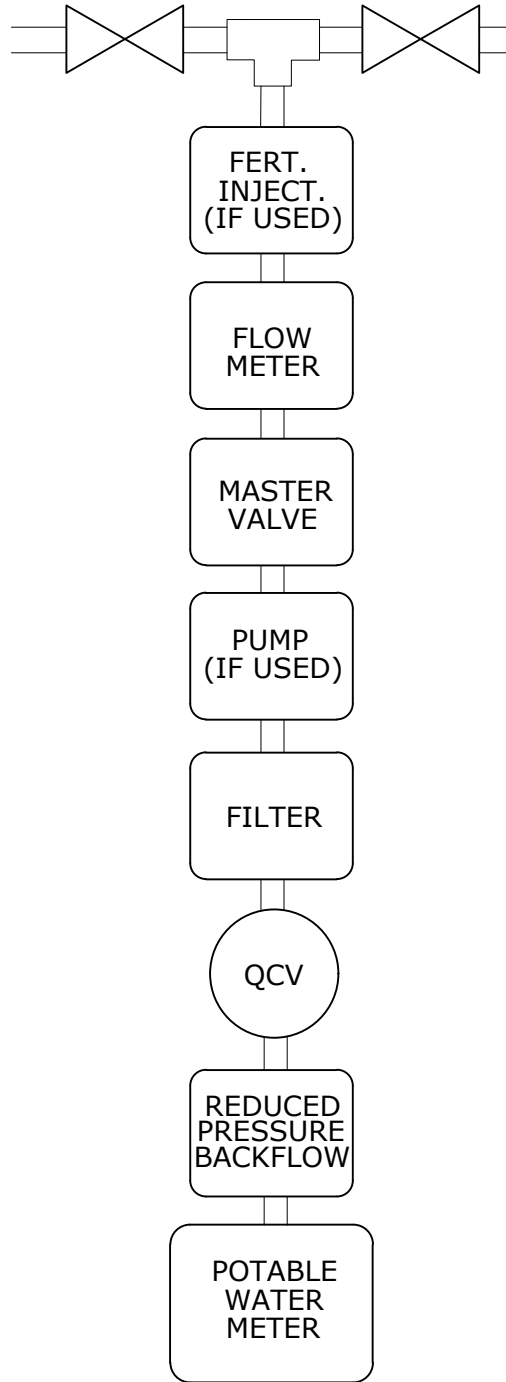 FERT.
INJECT.
(IF USED)
FLOW
METER
MASTER
VALVE
PUMP
(IF USED)
FILTER
QCV
REDUCED
PRESSURE
BACKFLOW
POTABLE
WATER
METER